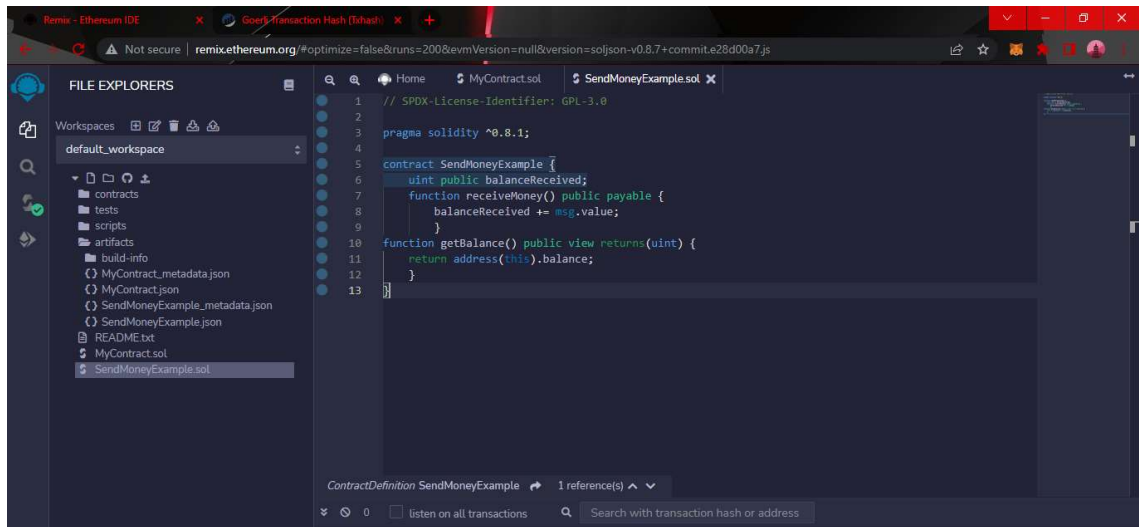 Remix - Ethereum IDE
Goerli Transaction Hash (Txhash)
Not secure | remix.ethereum.org/#optimize=false&runs=200&evmVersion=null&version=soljson-v0.8.7+commit.e28d00a7.js
FILE EXPLORERS
Workspaces
default_workspace
contracts
tests
scripts
artifacts
build-info
MyContract_metadata.json
MyContract.json
SendMoneyExample_metadata.json
SendMoneyExample.json
README.txt
MyContract.sol
SendMoneyExample.sol
Home MyContract.sol SendMoneyExample.sol
1 // SPDX-License-Identifier: GPL-3.0
2
3 pragma solidity ^0.8.1;
4
5 contract SendMoneyExample {
6 uint public balanceReceived;
7 function receiveMoney() public payable {
8 balanceReceived += msg.value;
9 }
10 function getBalance() public view returns(uint) {
11 return address(this).balance;
12 }
13 }
ContractDefinition SendMoneyExample 1 reference(s)
0 listen on all transactions Search with transaction hash or address